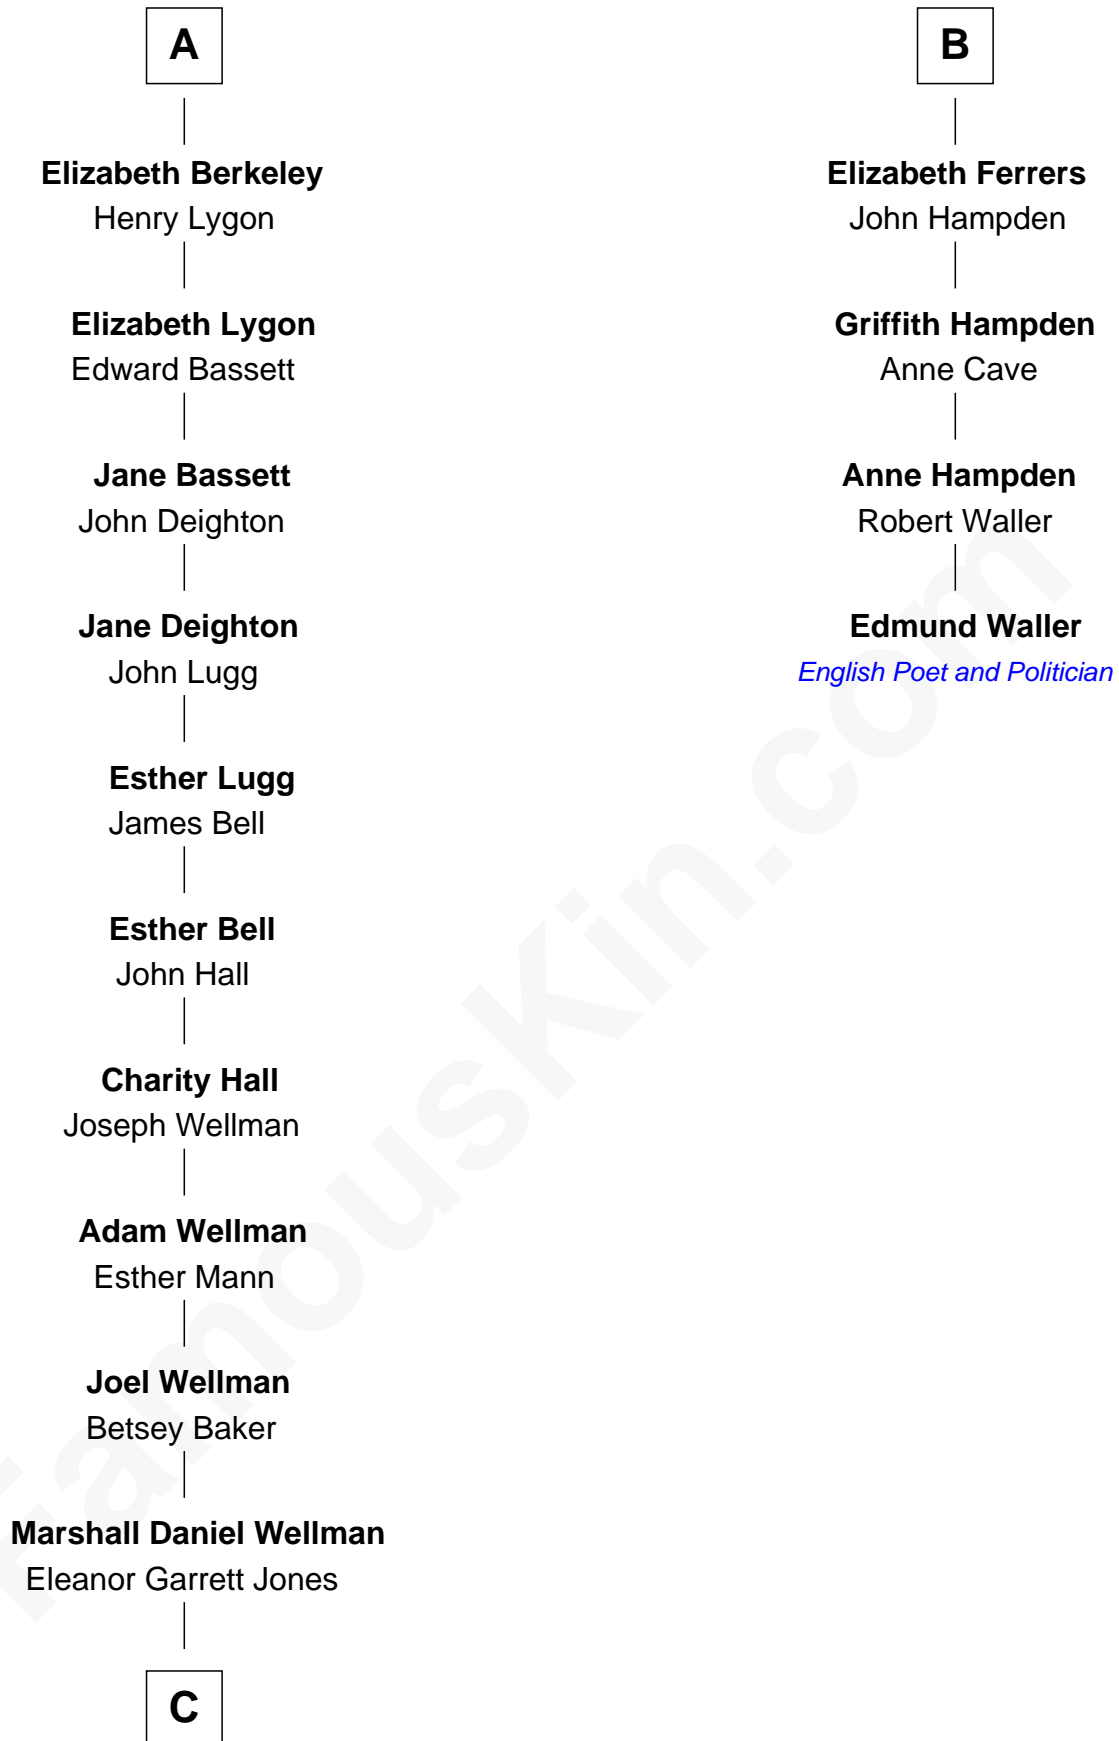 A
Elizabeth Berkeley
Henry Lygon
Elizabeth Lygon
Edward Bassett
Jane Bassett
John Deighton
Jane Deighton
John Lugg
Esther Lugg
James Bell
Esther Bell
John Hall
Charity Hall
Joseph Wellman
Adam Wellman
Esther Mann
Joel Wellman
Betsey Baker
Marshall Daniel Wellman
Eleanor Garrett Jones
C
B
Elizabeth Ferrers
John Hampden
Griffith Hampden
Anne Cave
Anne Hampden
Robert Waller
Edmund Waller
English Poet and Politician
FamousKin.com